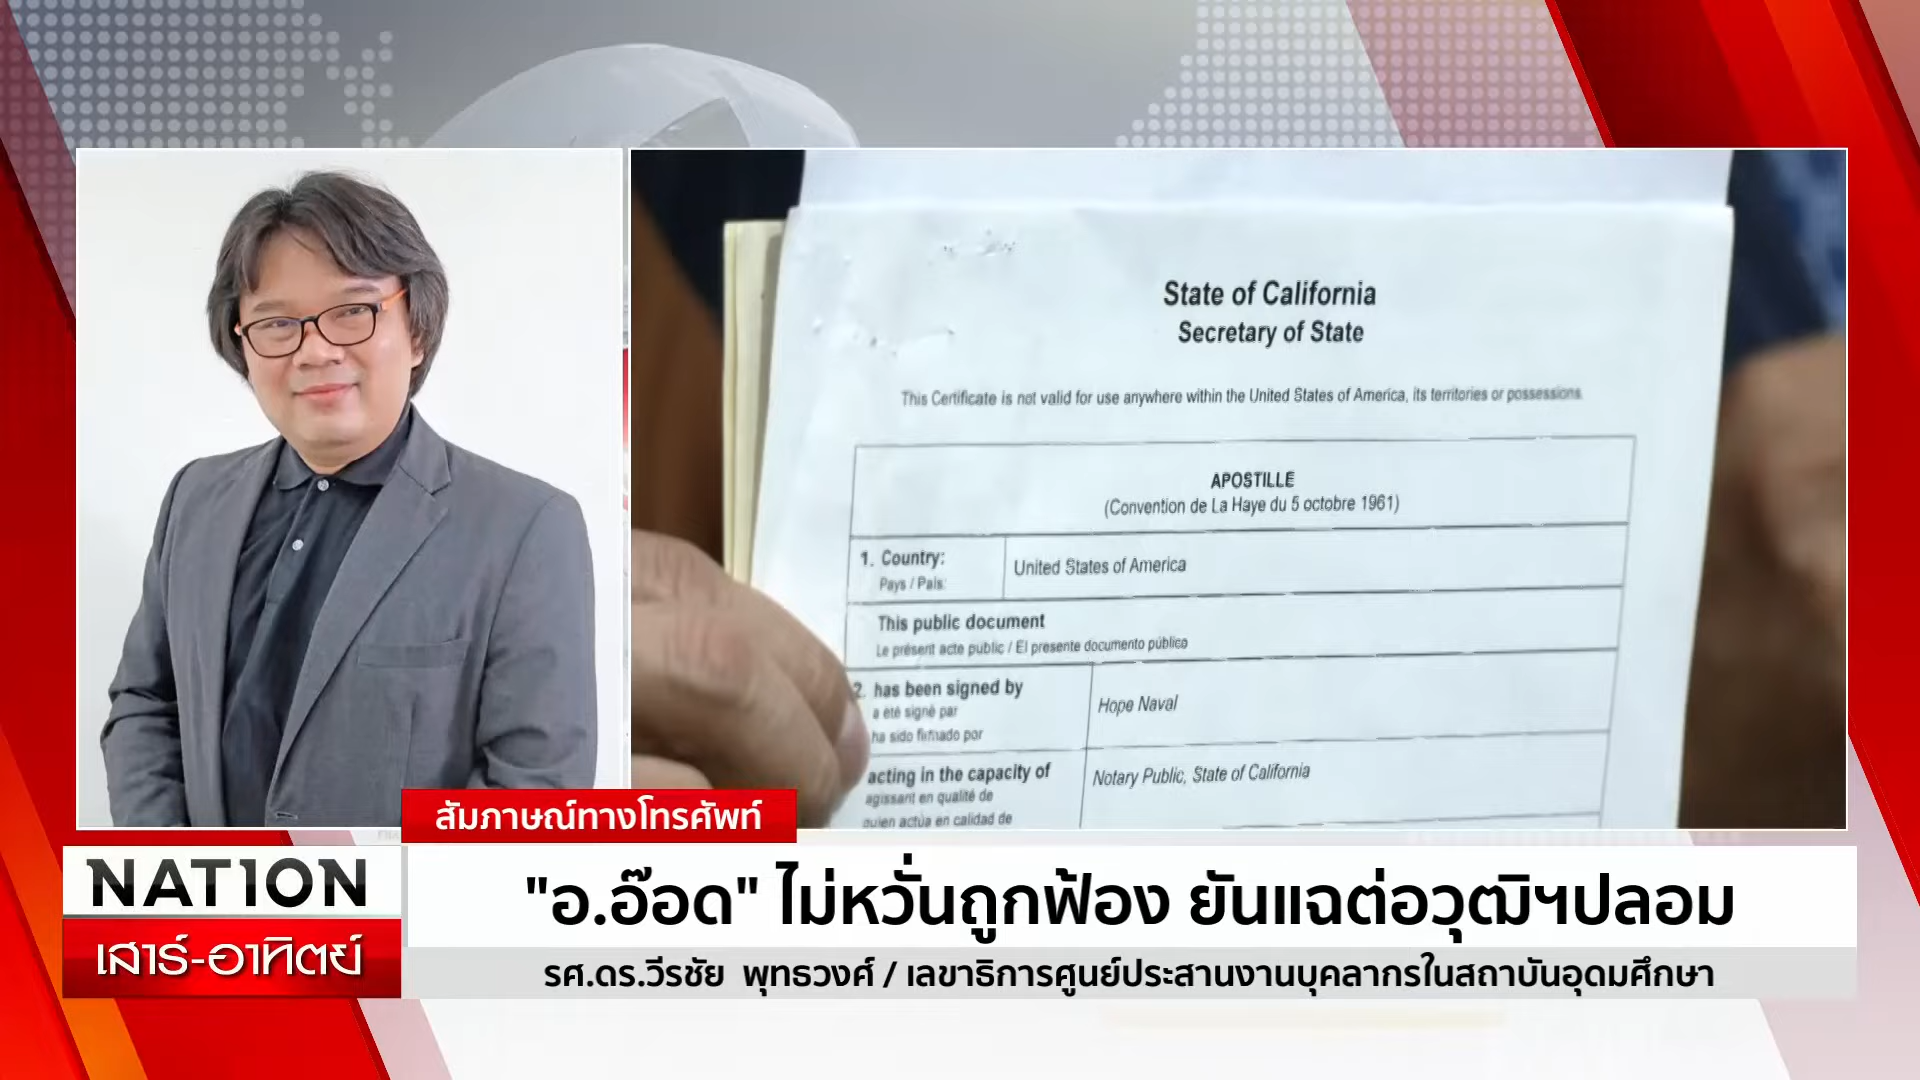 State of California
Secretary of State
This Certificate is not valid for use anywhere within the United States of America, its territories or possessions.
APOSTILLE
(Convention de La Haye du 5 octobre 1961)
1. Country:
Pays / País:
United States of America
This public document
Le présent acte public / El presente documento público
2. has been signed by
a été signé par
ha sido firmado por
Hope Naval
acting in the capacity of
agissant en qualité de
quien actúa en calidad de
Notary Public, State of California
สัมภาษณ์ทางโทรศัพท์
NATION
เสาร์-อาทิตย์
"อ.อ๊อด" ไม่หวั่นถูกฟ้อง ยันแฉต่อวุฒิฯปลอม
รศ.ดร.วีรชัย พุทธวงศ์ / เลขาธิการศูนย์ประสานงานบุคลากรในสถาบันอุดมศึกษา